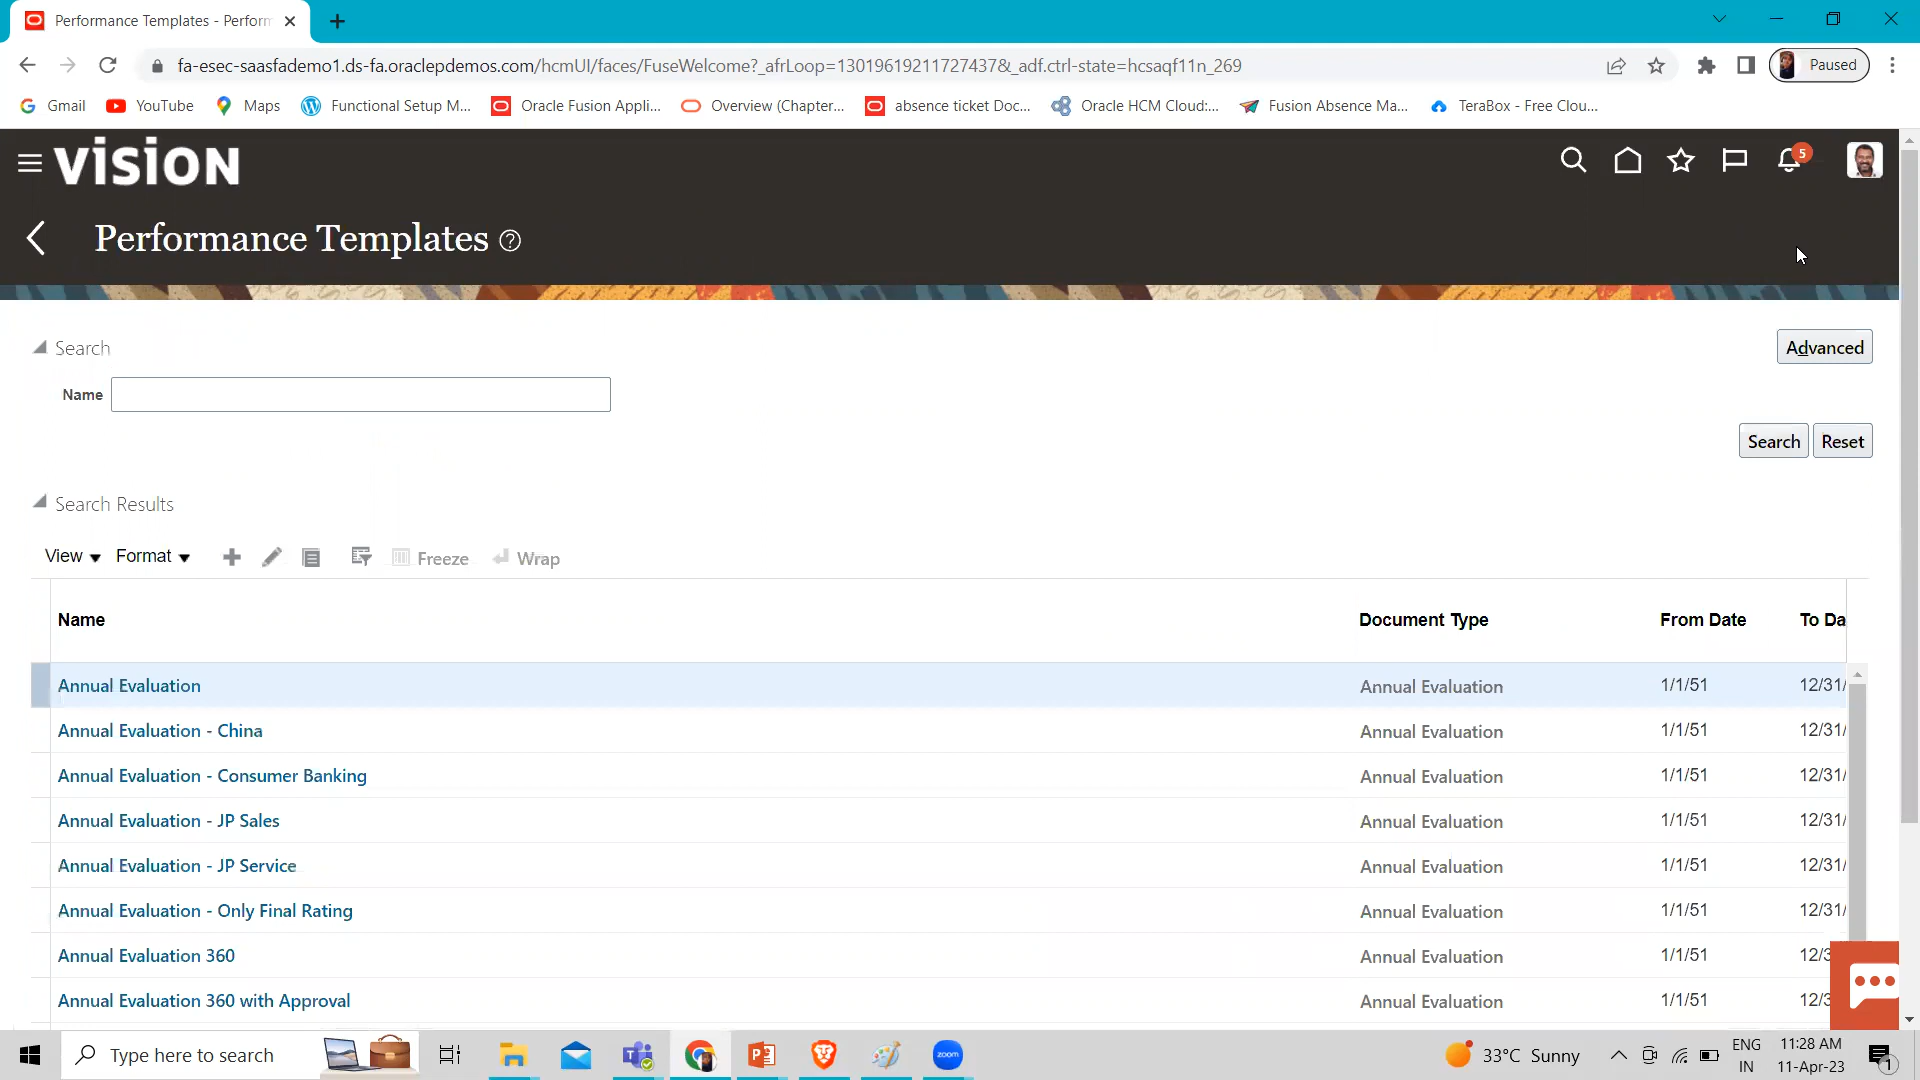 Performance Templates - Perform
fa-esec-saasfademo1.ds-fa.oraclepdemos.com/hcmUI/faces/FuseWelcome?_afrLoop=13019619211727437&_adf.ctrl-state=hcsaqf11n_269
Paused
Gmail YouTube Maps Functional Setup M... Oracle Fusion Appli... Overview (Chapter... absence ticket Doc... Oracle HCM Cloud:... Fusion Absence Ma... TeraBox - Free Clou...
VISION
5
Performance Templates ?
Search
Advanced
Name
Search Reset
Search Results
View Format Freeze Wrap
Name Document Type From Date To Da
Annual Evaluation Annual Evaluation 1/1/51 12/31/
Annual Evaluation - China Annual Evaluation 1/1/51 12/31/
Annual Evaluation - Consumer Banking Annual Evaluation 1/1/51 12/31/
Annual Evaluation - JP Sales Annual Evaluation 1/1/51 12/31/
Annual Evaluation - JP Service Annual Evaluation 1/1/51 12/31/
Annual Evaluation - Only Final Rating Annual Evaluation 1/1/51 12/31/
Annual Evaluation 360 Annual Evaluation 1/1/51 12/3
Annual Evaluation 360 with Approval Annual Evaluation 1/1/51 12/3
Type here to search
zoom
33°C Sunny
ENG
IN
11:28 AM
11-Apr-23
1